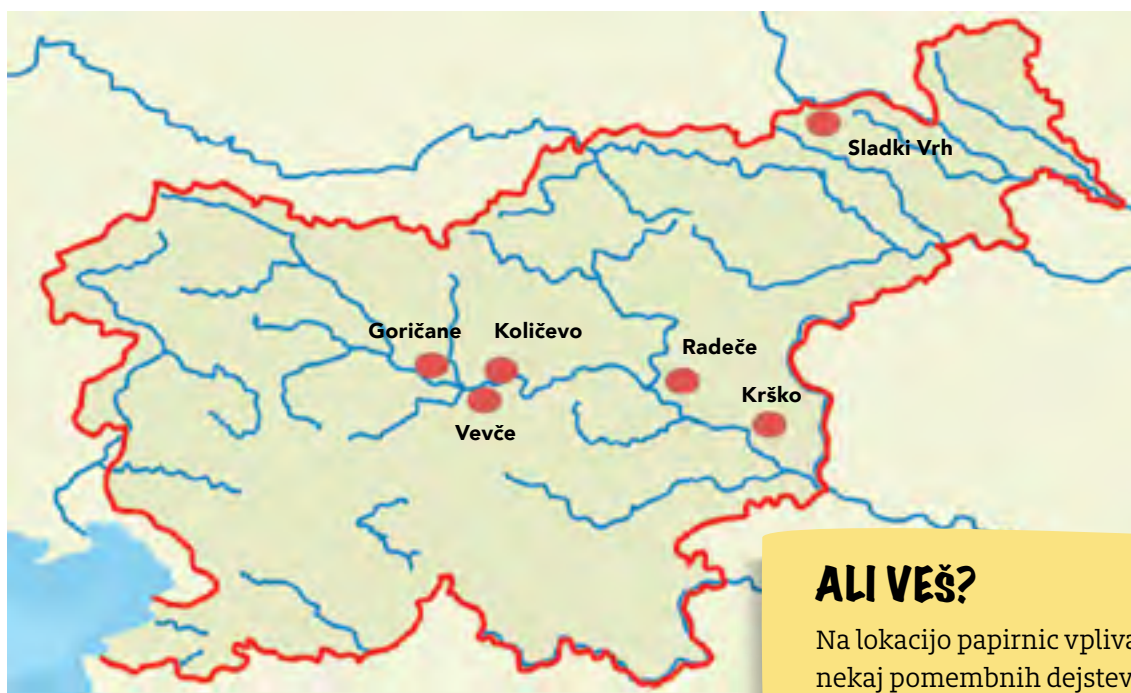 Sladki Vrh
Goričane
Količevo
Radeče
Krško
Vevče
ALI VEŠ?
Na lokacijo papirnic vpliva
nekaj pomembnih dejstev